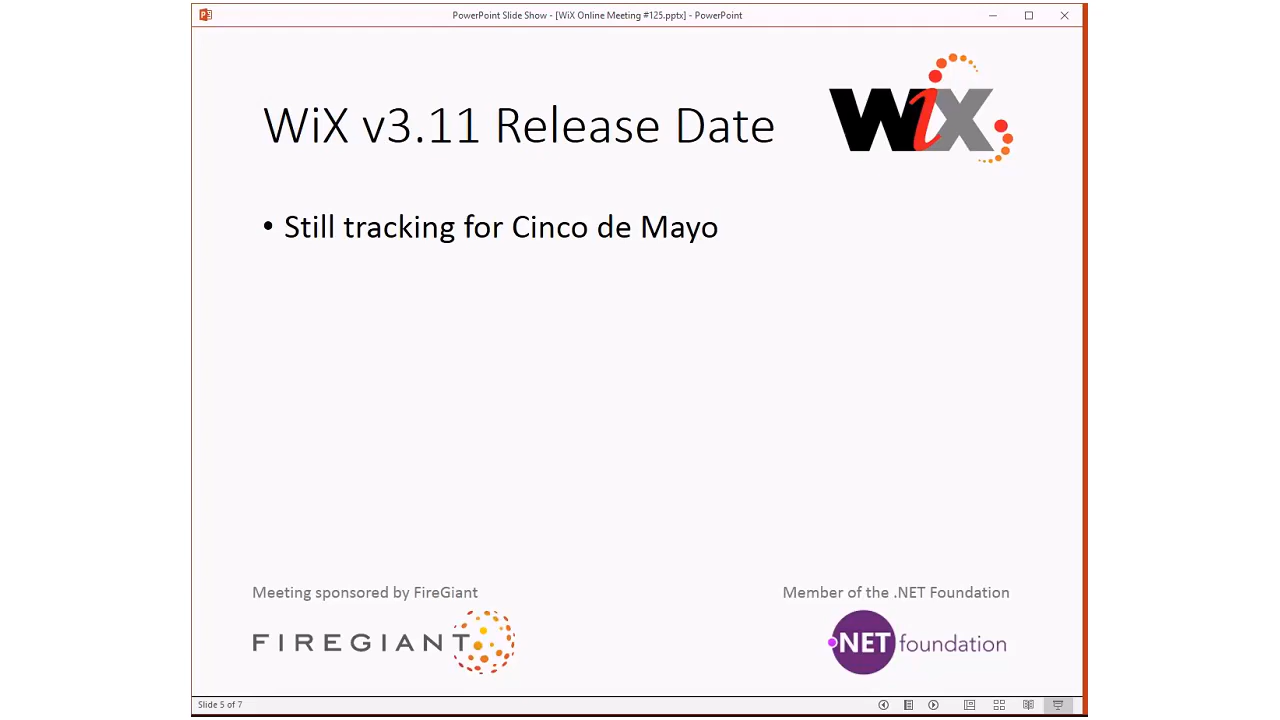 PowerPoint Slide Show - [WiX Online Meeting #125.pptx] - PowerPoint
WiX
WiX v3.11 Release Date
• Still tracking for Cinco de Mayo
Meeting sponsored by FireGiant
Member of the .NET Foundation
FIREGIANT
.NET foundation
Slide 5 of 7